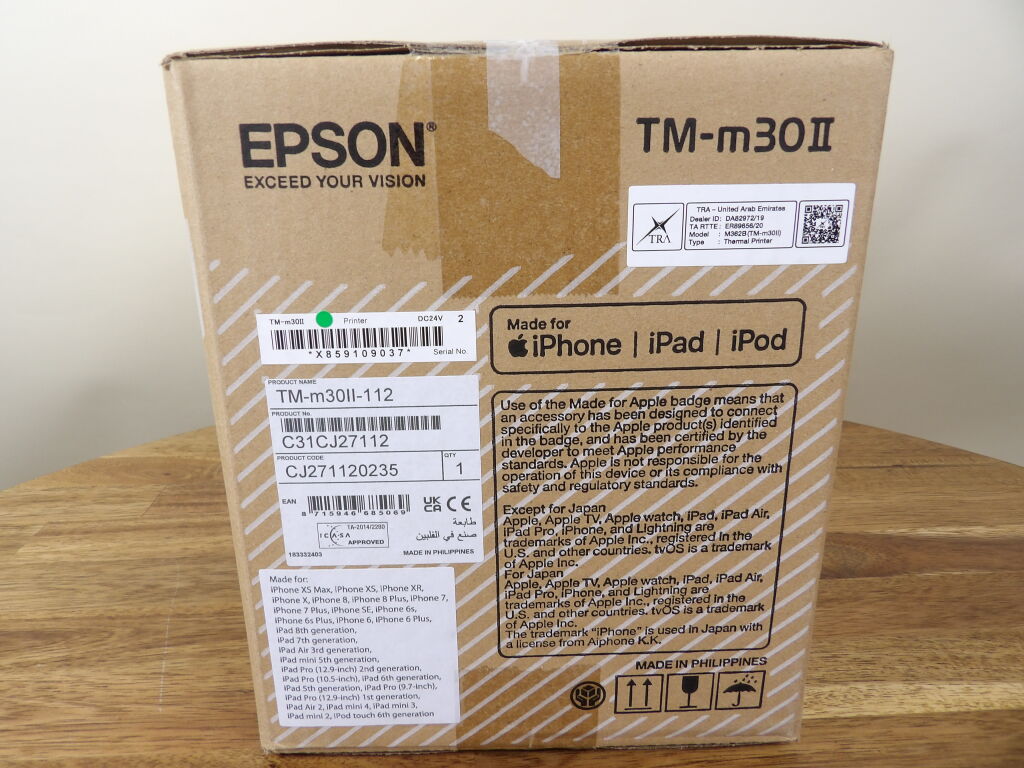 EPSON®
EXCEED YOUR VISION
TM-m30II
TRA
TRA - United Arab Emirates
Dealer ID: DA82972/19
TA RTTE: ER89656/20
Model : M362B(TM-m30II)
Type : Thermal Printer
TM-m30II Printer DC24V 2
*X859109037* Serial No.
PRODUCT NAME
TM-m30II-112
PRODUCT No.
C31CJ27112
PRODUCT CODE
CJ271120235
QTY
1
EAN
8 715946 685069
UK CA CE
طابعة
صنع في الفلبين
ICASA TA-2014/2280
APPROVED
183332403 MADE IN PHILIPPINES
Made for:
iPhone XS Max, iPhone XS, iPhone XR,
iPhone X, iPhone 8, iPhone 8 Plus, iPhone 7,
iPhone 7 Plus, iPhone SE, iPhone 6s,
iPhone 6s Plus, iPhone 6, iPhone 6 Plus,
iPad 8th generation,
iPad 7th generation,
iPad Air 3rd generation,
iPad mini 5th generation,
iPad Pro (12.9-inch) 2nd generation,
iPad Pro (10.5-inch), iPad 6th generation,
iPad 5th generation, iPad Pro (9.7-inch),
iPad Pro (12.9-inch) 1st generation,
iPad Air 2, iPad mini 4, iPad mini 3,
iPad mini 2, iPod touch 6th generation
Made for
iPhone | iPad | iPod
Use of the Made for Apple badge means that
an accessory has been designed to connect
specifically to the Apple product(s) identified
in the badge, and has been certified by the
developer to meet Apple performance
standards. Apple is not responsible for the
operation of this device or its compliance with
safety and regulatory standards.
Except for Japan
Apple, Apple TV, Apple watch, iPad, iPad Air,
iPad Pro, iPhone, and Lightning are
trademarks of Apple Inc., registered in the
U.S. and other countries. tvOS is a trademark
of Apple Inc.
For Japan
Apple, Apple TV, Apple watch, iPad, iPad Air,
iPad Pro, iPhone, and Lightning are
trademarks of Apple Inc., registered in the
U.S. and other countries. tvOS is a trademark
of Apple Inc.
The trademark "iPhone" is used in Japan with
a license from Aiphone K.K.
MADE IN PHILIPPINES